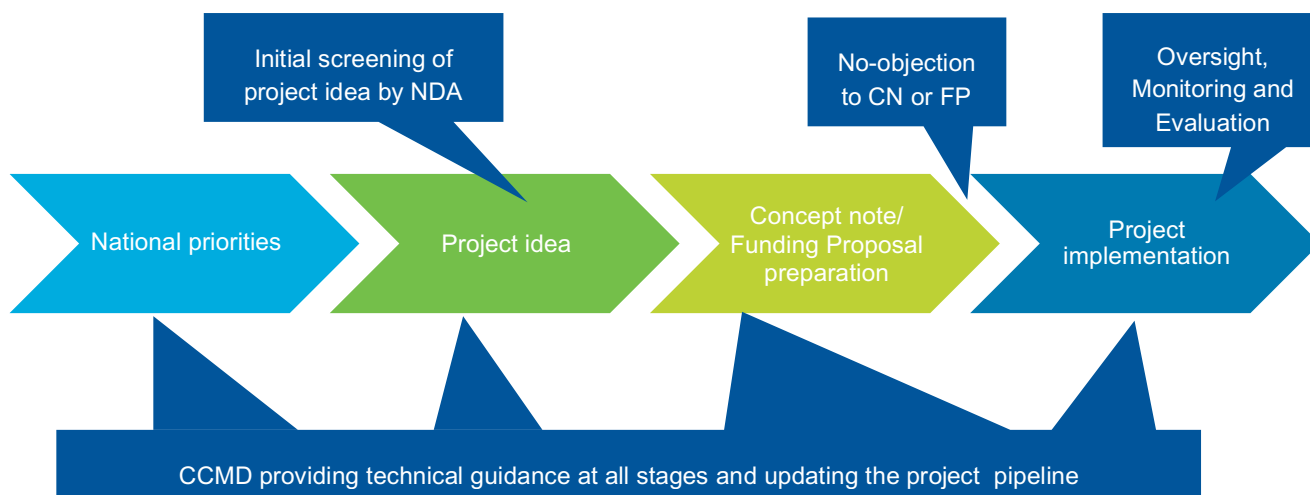 Initial screening of
project idea by NDA
No-objection
to CN or FP
Oversight,
Monitoring and
Evaluation
National priorities
Project idea
Concept note/
Funding Proposal
preparation
Project
implementation
CCMD providing technical guidance at all stages and updating the project pipeline